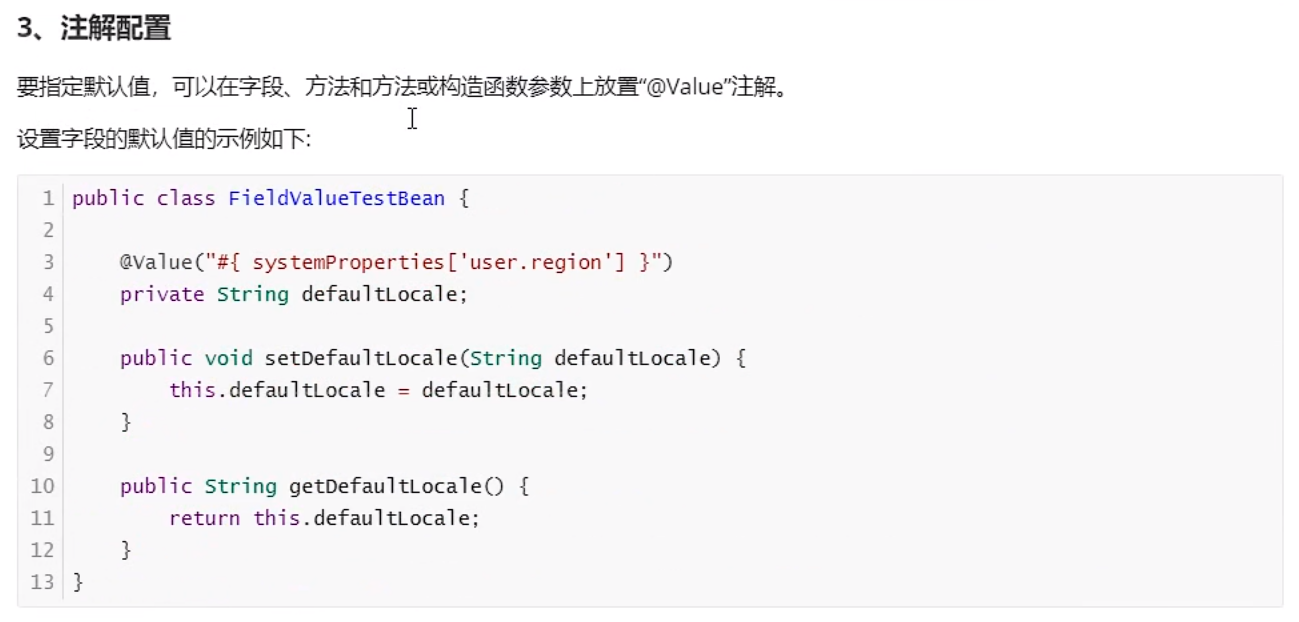 3、注解配置
要指定默认值，可以在字段、方法和方法或构造函数参数上放置“@Value”注解。
设置字段的默认值的示例如下:
1 public class FieldValueTestBean {
2
3     @Value("#{ systemProperties['user.region'] }")
4     private String defaultLocale;
5
6     public void setDefaultLocale(String defaultLocale) {
7         this.defaultLocale = defaultLocale;
8     }
9
10     public String getDefaultLocale() {
11         return this.defaultLocale;
12     }
13 }